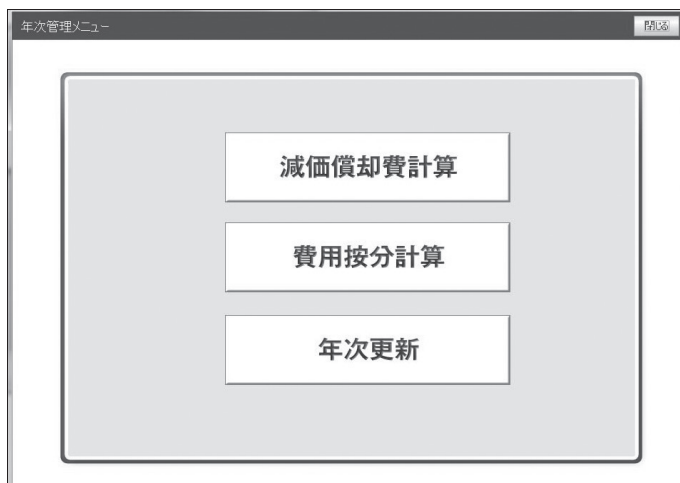 年次管理メニュー
閉じる
減価償却費計算
費用按分計算
年次更新